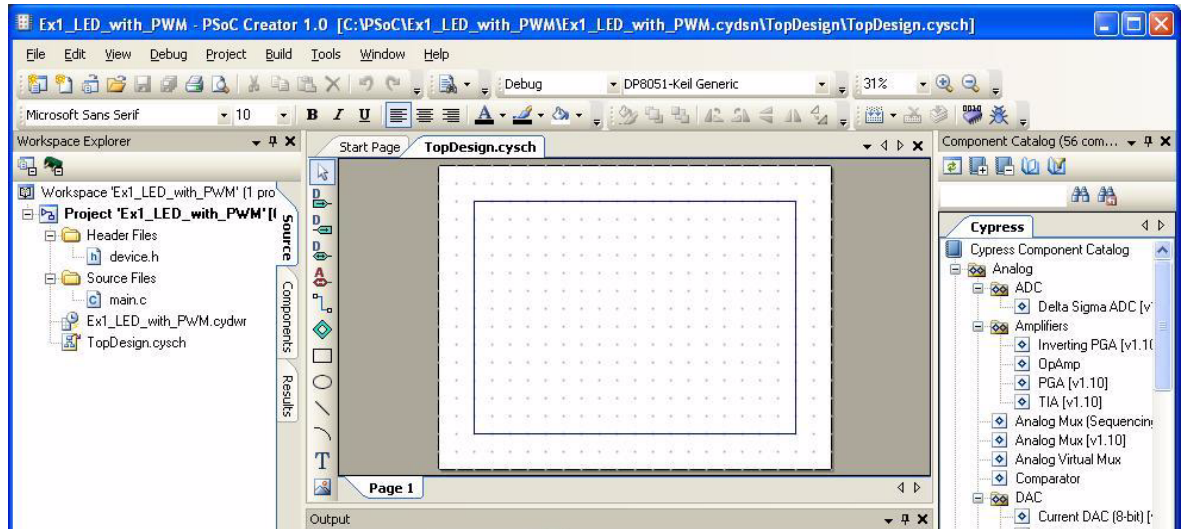 Ex1_LED_with_PWM - PSoC Creator 1.0 [C:\PSoC\Ex1_LED_with_PWM\Ex1_LED_with_PWM.cydsn\TopDesign\TopDesign.cysch]
File Edit View Debug Project Build Tools Window Help
Debug DP8051-Keil Generic 31%
Microsoft Sans Serif 10 B I U A
Workspace Explorer
Workspace 'Ex1_LED_with_PWM' (1 pro
Project 'Ex1_LED_with_PWM' [
Header Files
device.h
Source Files
main.c
Ex1_LED_with_PWM.cydwr
TopDesign.cysch
Source
Components
Results
Start Page TopDesign.cysch
Page 1
Output
Component Catalog (56 com...
Cypress
Cypress Component Catalog
Analog
ADC
Delta Sigma ADC [v
Amplifiers
Inverting PGA [v1.10
OpAmp
PGA [v1.10]
TIA [v1.10]
Analog Mux (Sequencing
Analog Mux [v1.10]
Analog Virtual Mux
Comparator
DAC
Current DAC (8-bit) [